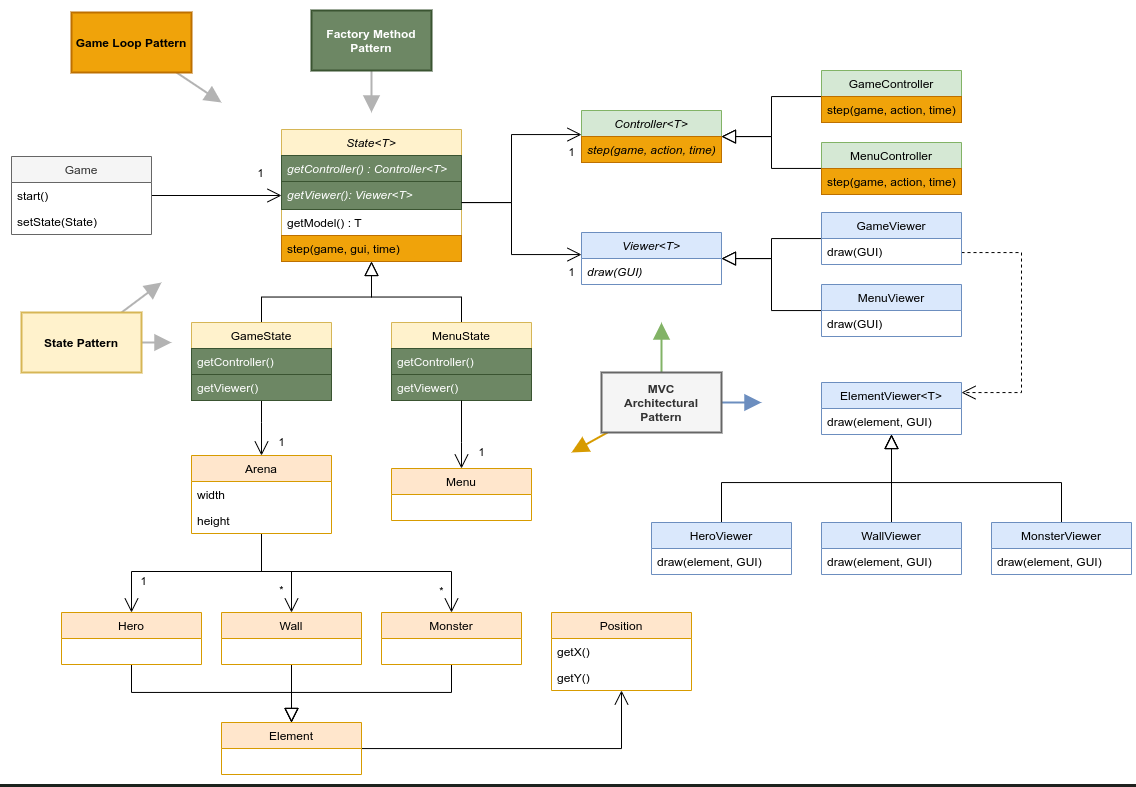 Game Loop Pattern
Factory Method
Pattern
Game
start()
setState(State)
1
State<T>
getController() : Controller<T>
getViewer(): Viewer<T>
getModel() : T
step(game, gui, time)
1
Controller<T>
step(game, action, time)
1
Viewer<T>
draw(GUI)
GameController
step(game, action, time)
MenuController
step(game, action, time)
GameViewer
draw(GUI)
MenuViewer
draw(GUI)
State Pattern
GameState
getController()
getViewer()
MenuState
getController()
getViewer()
MVC
Architectural
Pattern
ElementViewer<T>
draw(element, GUI)
1
Arena
width
height
1
Menu
HeroViewer
draw(element, GUI)
WallViewer
draw(element, GUI)
MonsterViewer
draw(element, GUI)
1
*
*
Hero
Wall
Monster
Position
getX()
getY()
Element